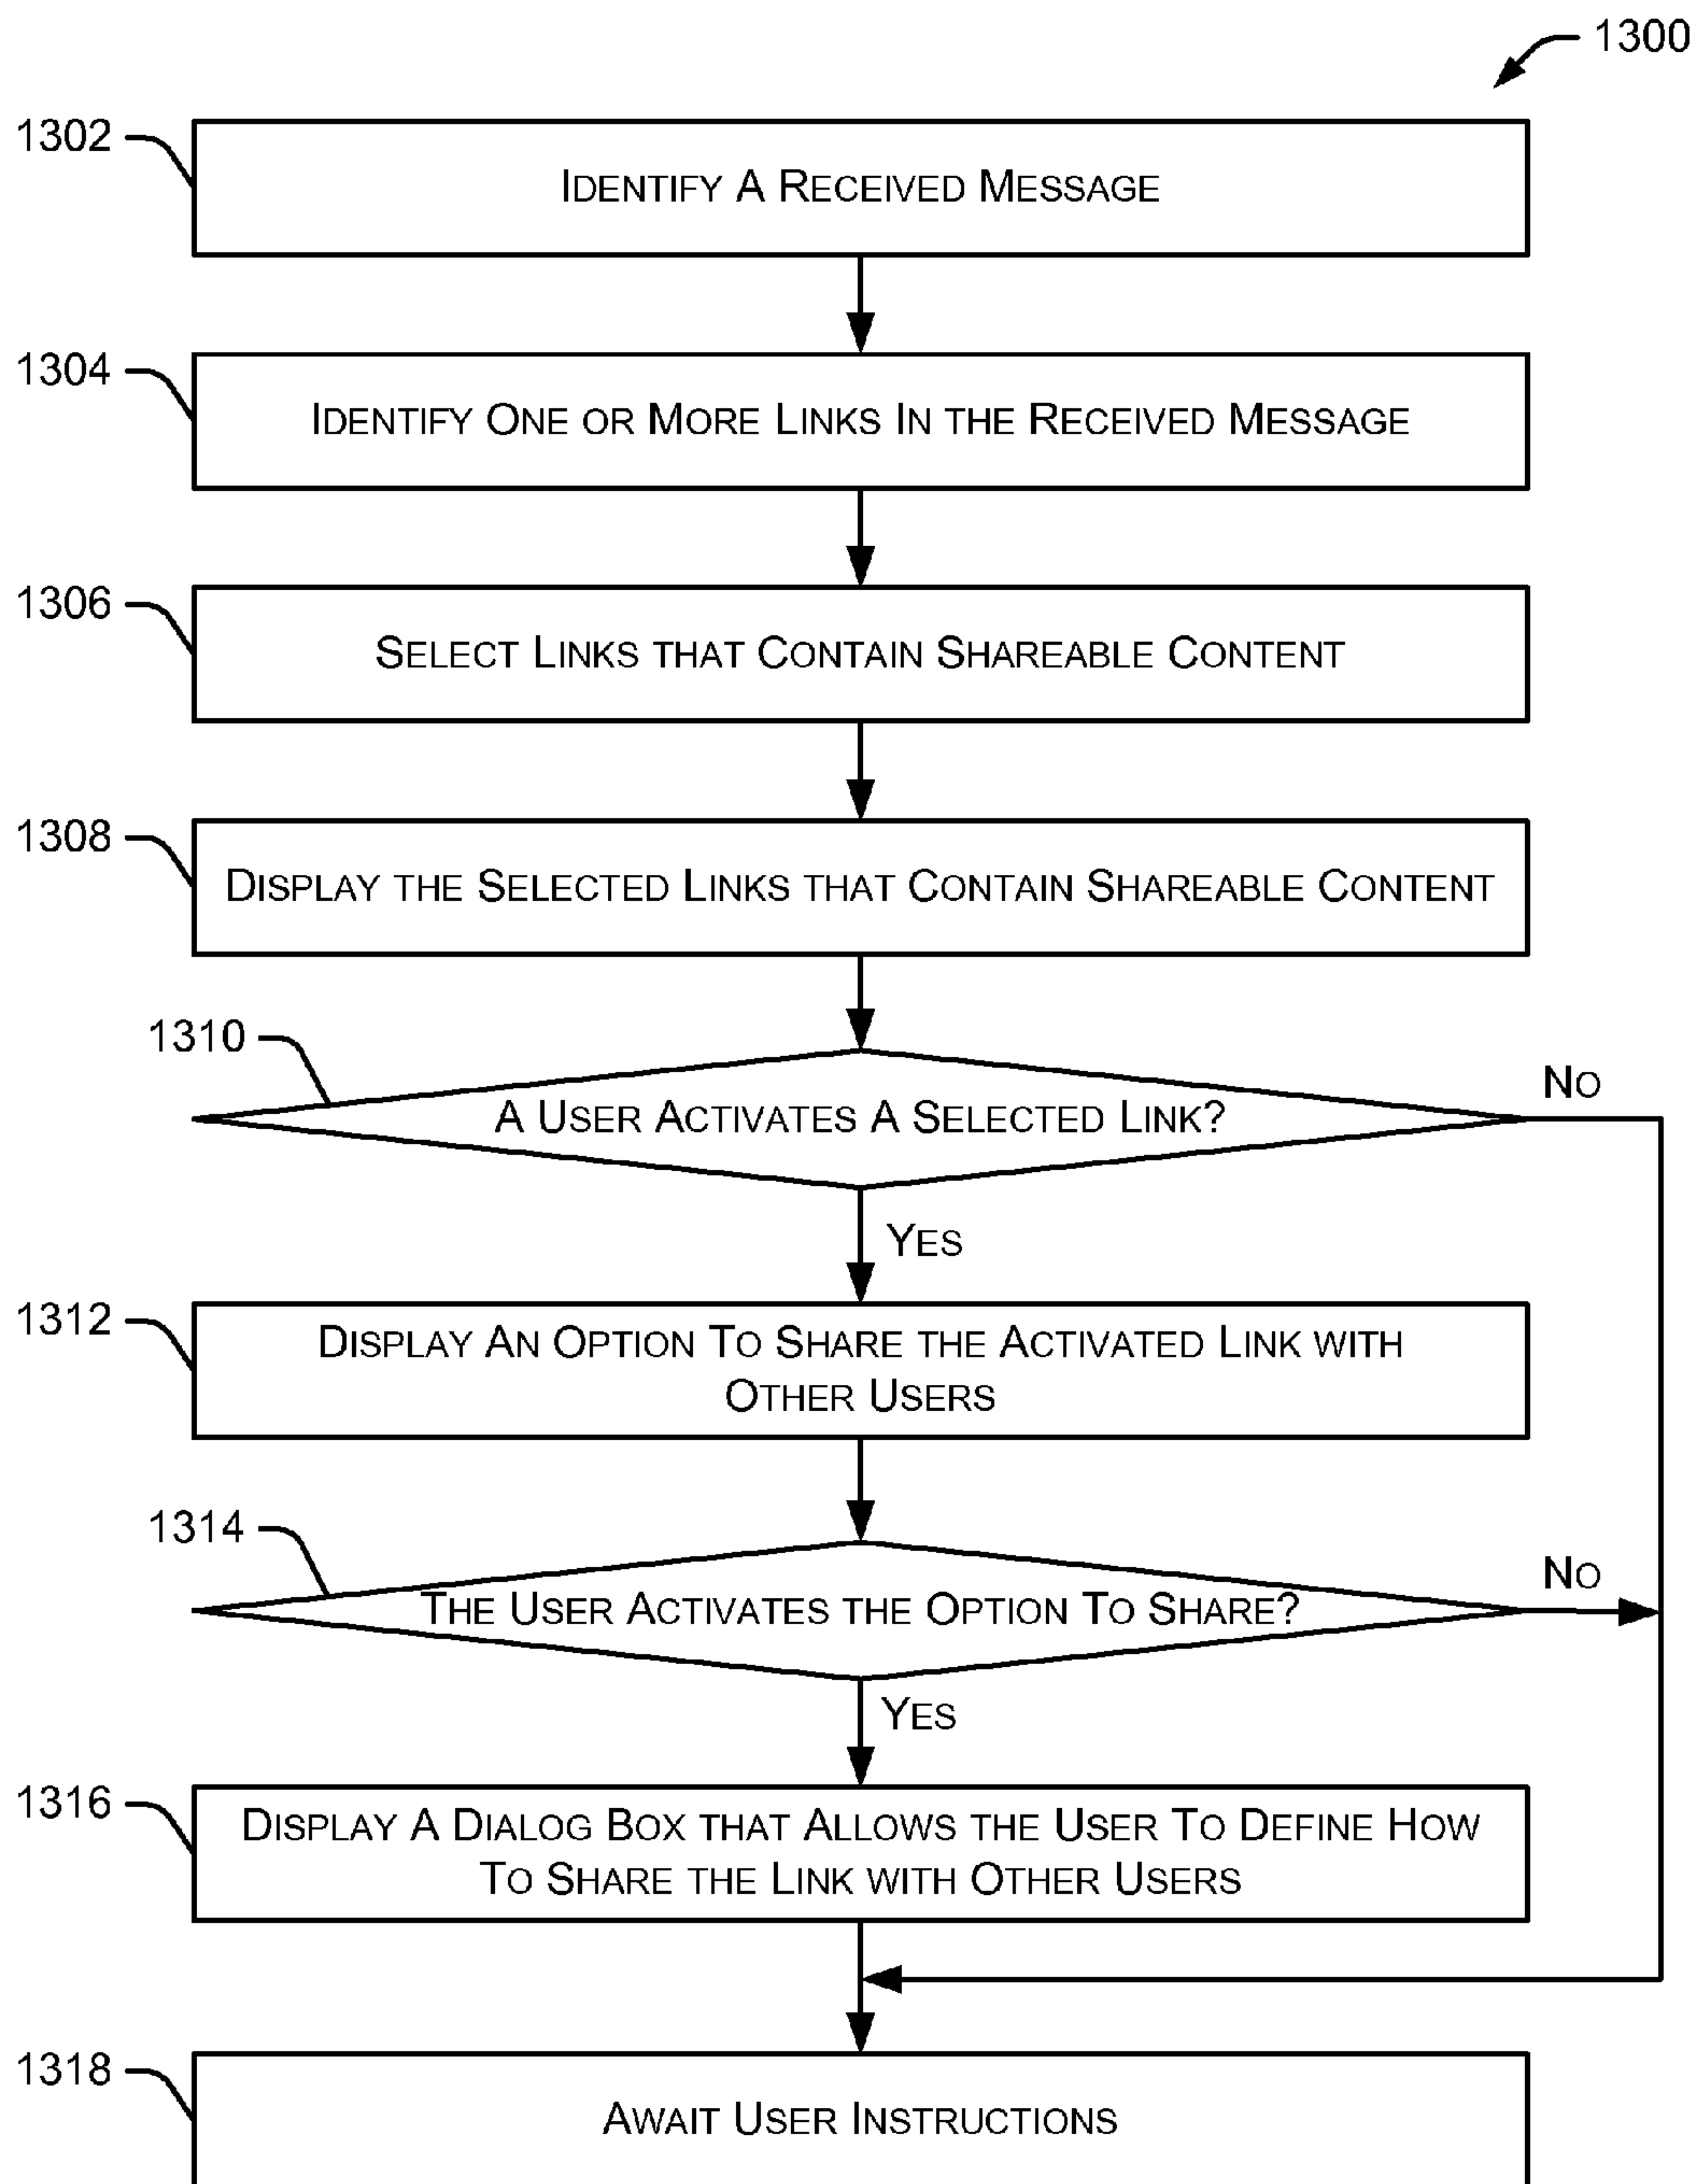 1300
1302
IDENTIFY A RECEIVED MESSAGE
1304
IDENTIFY ONE OR MORE LINKS IN THE RECEIVED MESSAGE
1306
SELECT LINKS THAT CONTAIN SHAREABLE CONTENT
1308
DISPLAY THE SELECTED LINKS THAT CONTAIN SHAREABLE CONTENT
1310
A USER ACTIVATES A SELECTED LINK?
NO
YES
1312
DISPLAY AN OPTION TO SHARE THE ACTIVATED LINK WITH
OTHER USERS
1314
THE USER ACTIVATES THE OPTION TO SHARE?
NO
YES
1316
DISPLAY A DIALOG BOX THAT ALLOWS THE USER TO DEFINE HOW
TO SHARE THE LINK WITH OTHER USERS
1318
AWAIT USER INSTRUCTIONS